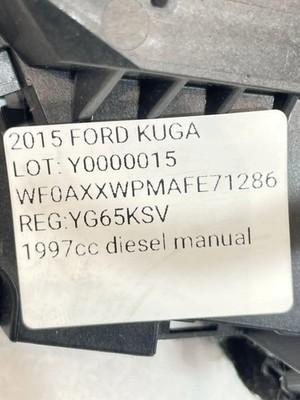 2015 FORD KUGA
LOT: Y0000015
WF0AXXWPMAFE71286
REG:YG65KSV
1997cc diesel manual